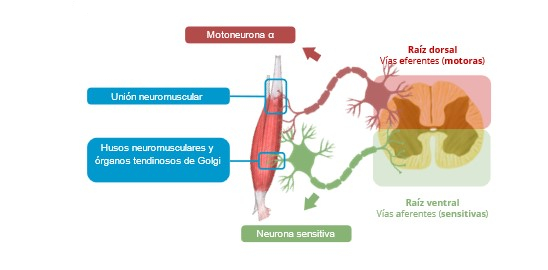 Motoneurona α
Raíz dorsal
Vías eferentes (motoras)
Unión neuromuscular
Husos neuromusculares y
órganos tendinosos de Golgi
Raíz ventral
Vías aferentes (sensitivas)
Neurona sensitiva